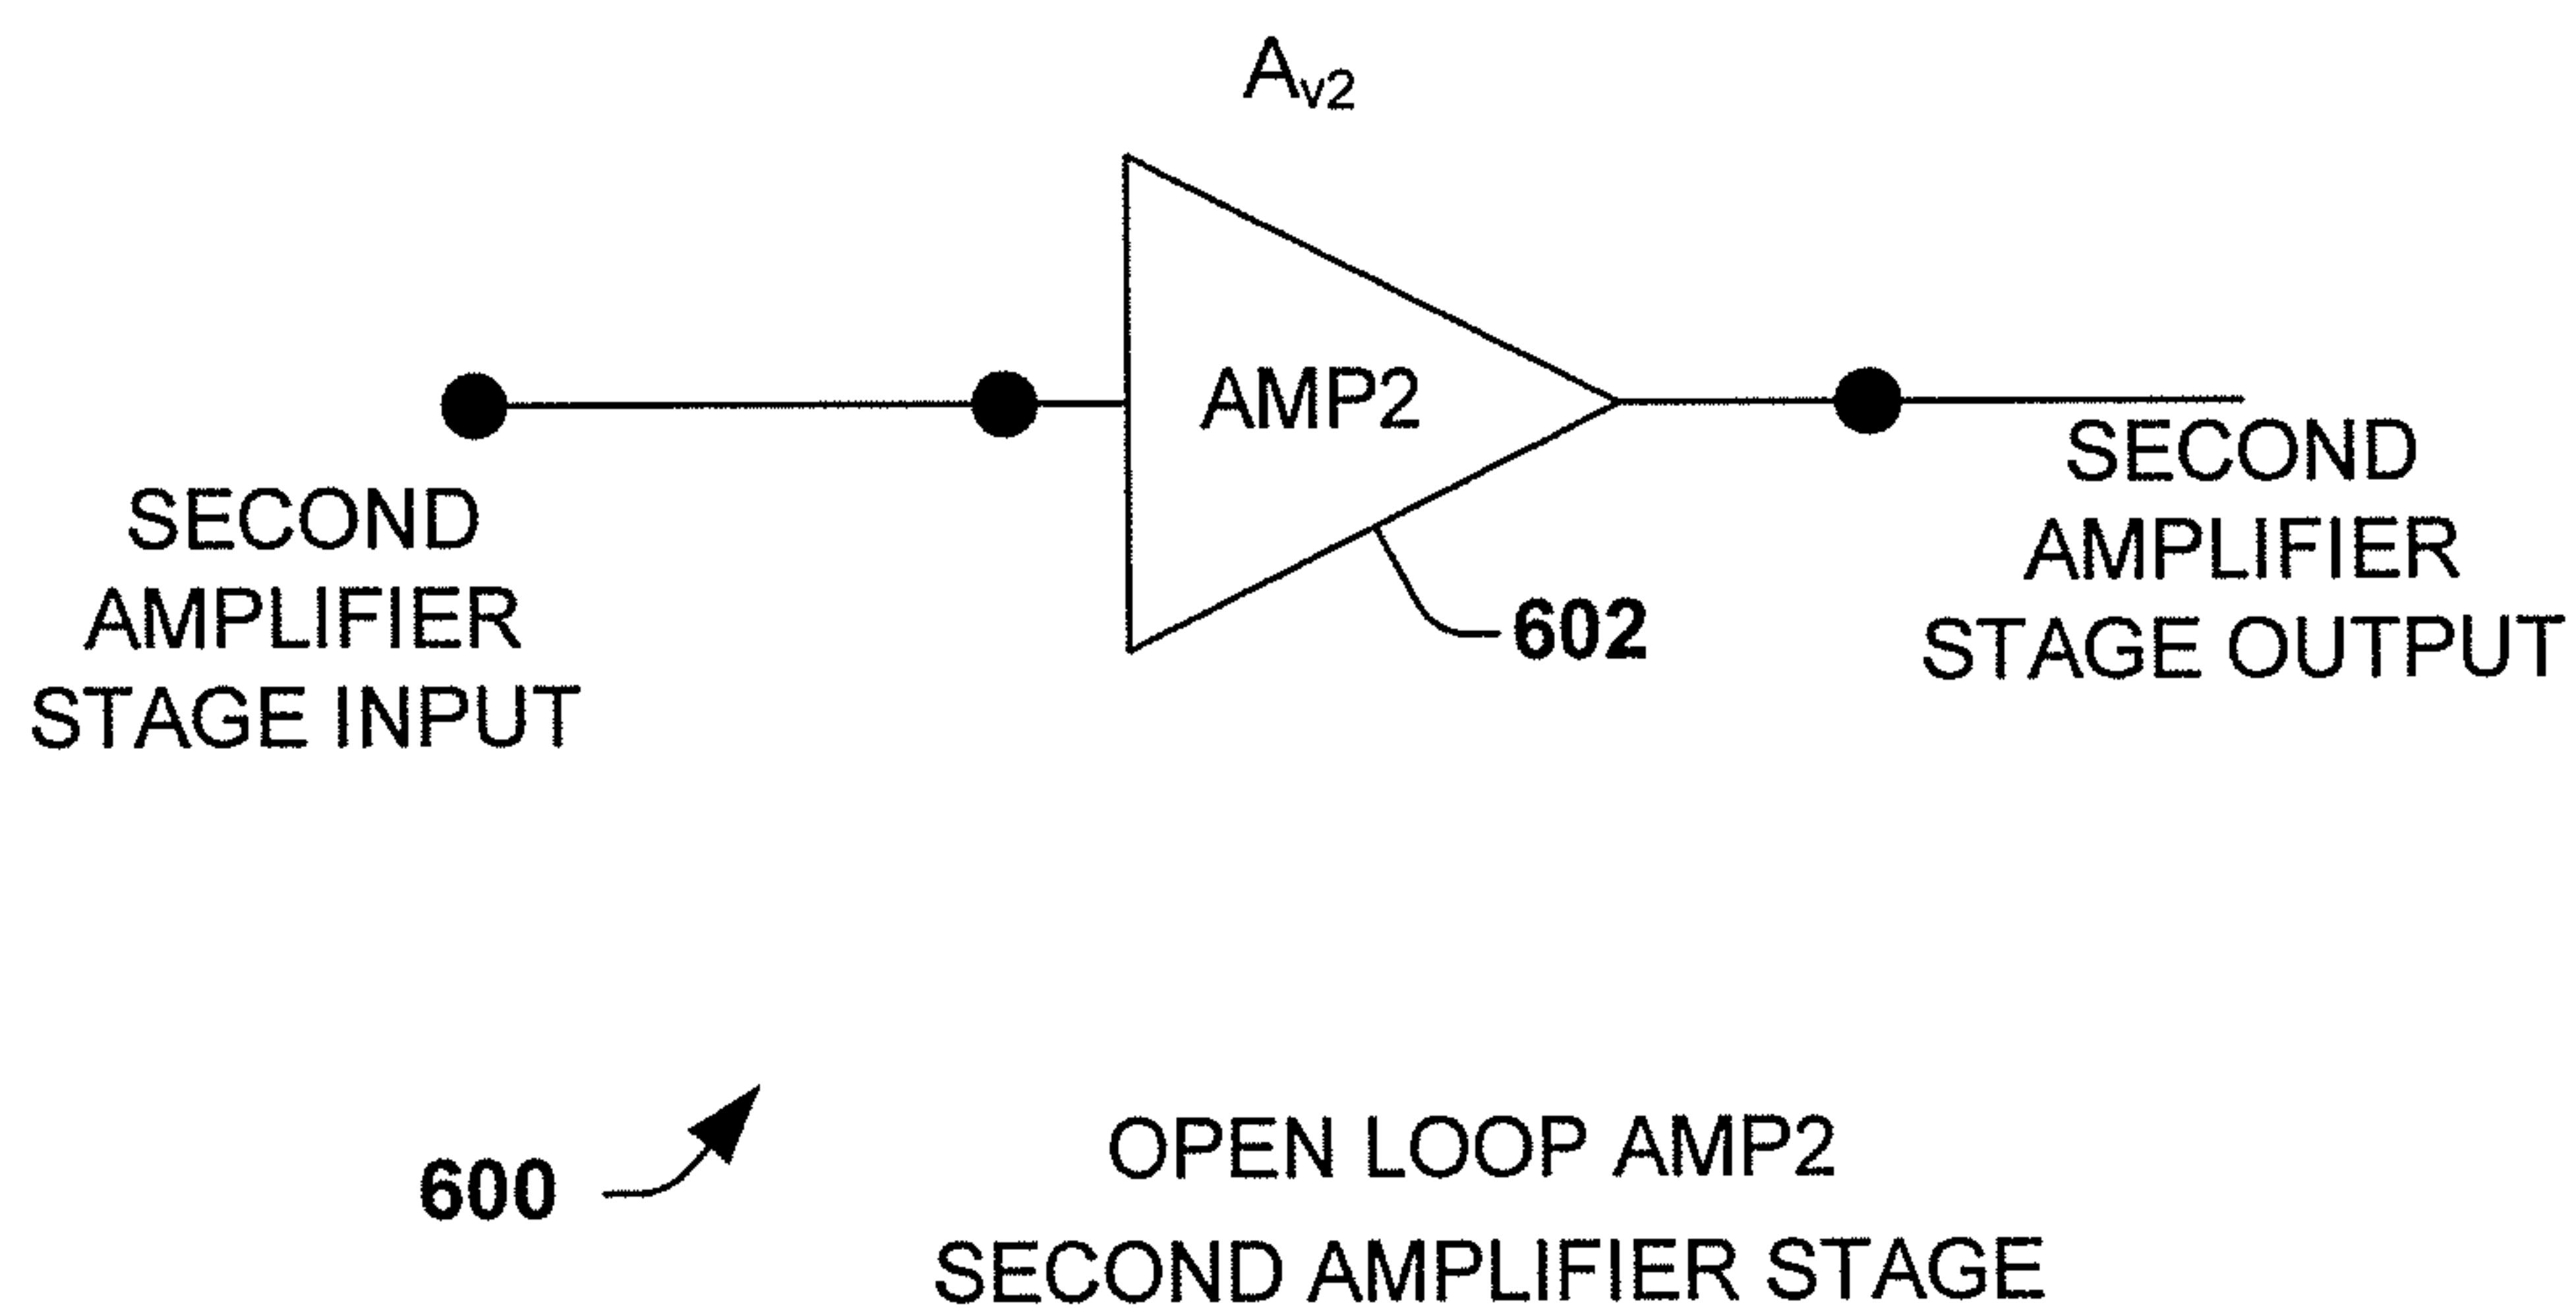 Av2
AMP2
SECOND
AMPLIFIER
STAGE INPUT
SECOND
AMPLIFIER
STAGE OUTPUT
602
600
OPEN LOOP AMP2
SECOND AMPLIFIER STAGE